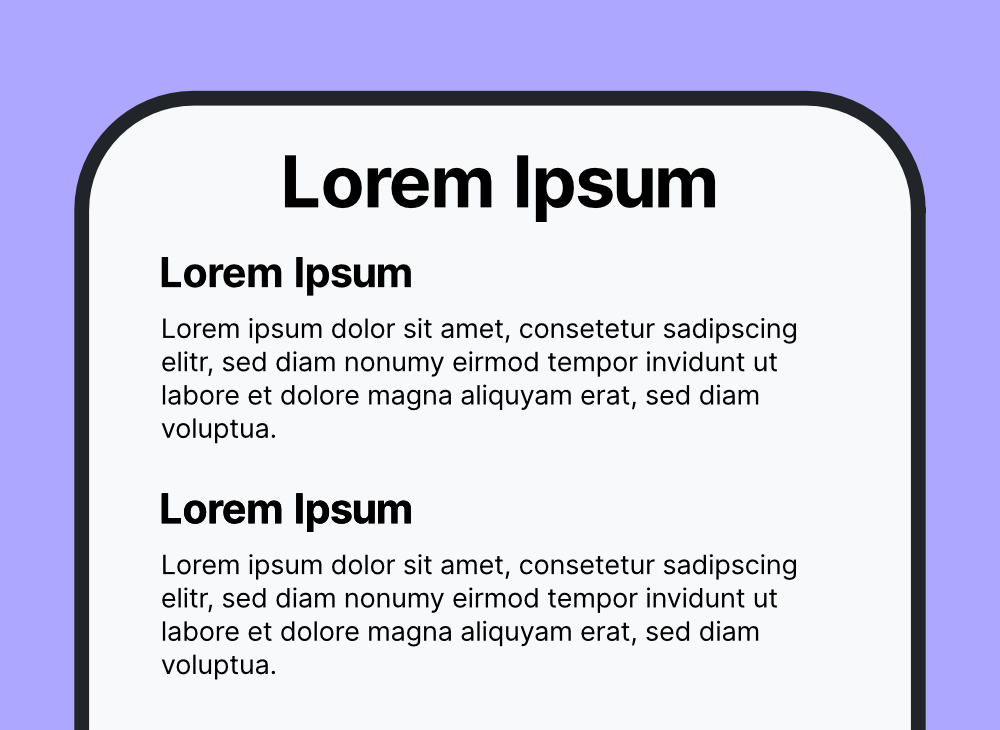 Lorem Ipsum
Lorem Ipsum
Lorem ipsum dolor sit amet, consetetur sadipscing
elitr, sed diam nonumy eirmod tempor invidunt ut
labore et dolore magna aliquyam erat, sed diam
voluptua.
Lorem Ipsum
Lorem ipsum dolor sit amet, consetetur sadipscing
elitr, sed diam nonumy eirmod tempor invidunt ut
labore et dolore magna aliquyam erat, sed diam
voluptua.